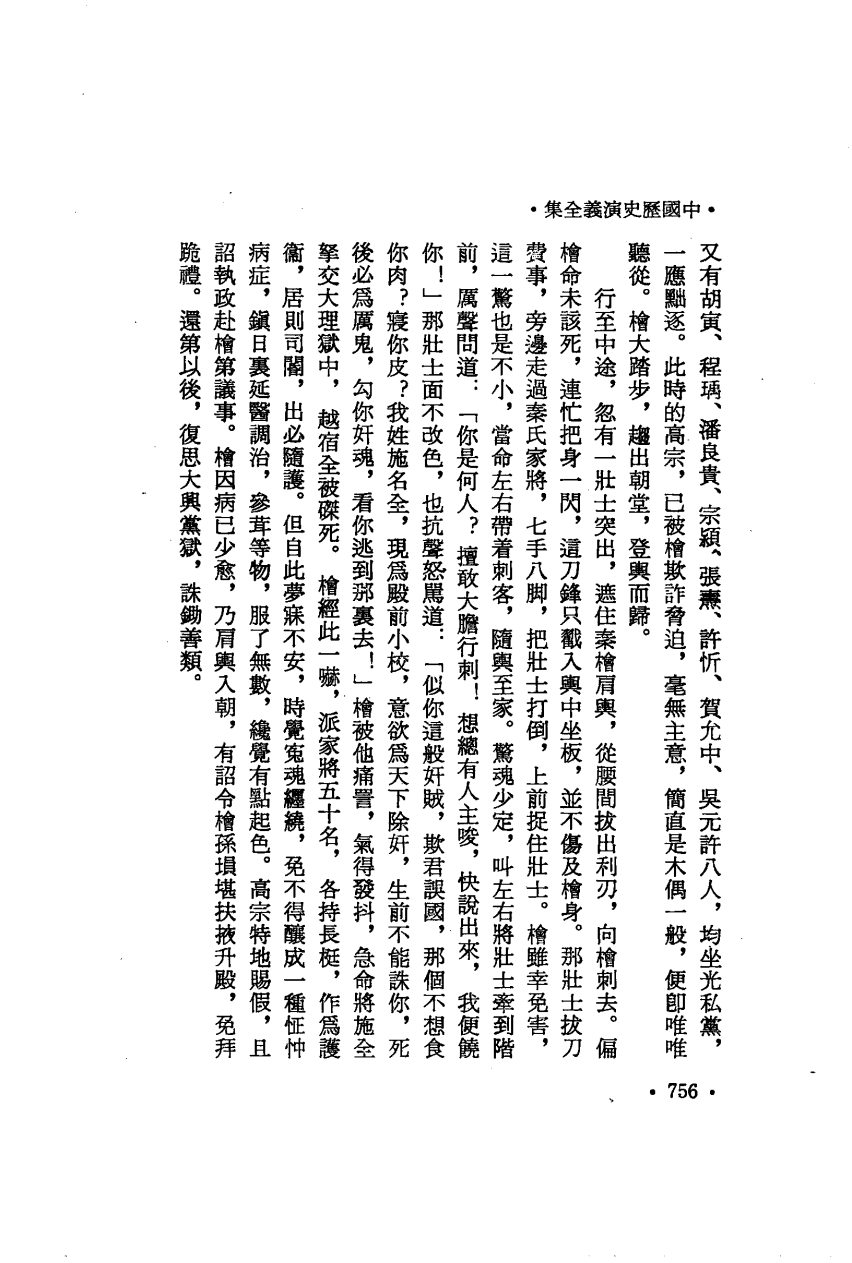 •中國歷史演義全集•
又有胡寅、程瑀、潘良貴、宗潁、張燾、許忻、賀允中、吳元許八人，均坐光私黨，
一應黜逐。此時的高宗，已被檜欺詐脅迫，毫無主意，簡直是木偶一般，便卽唯唯
聽從。檜大踏步，趨出朝堂，登輿而歸。
行至中途，忽有一壯士突出，遮住秦檜肩輿，從腰間拔出利刃，向檜刺去。偏
檜命未該死，連忙把身一閃，這刀鋒只戳入輿中坐板，並不傷及檜身。那壯士拔刀
費事，旁邊走過秦氏家將，七手八脚，把壯士打倒，上前捉住壯士。檜雖幸免害，
這一驚也是不小，當命左右帶着刺客，隨輿至家。驚魂少定，叫左右將壯士牽到階
前，厲聲問道：「你是何人？擅敢大膽行刺！想總有人主唆，快說出來，我便饒
你！」那壯士面不改色，也抗聲怒罵道：「似你這般奸賊，欺君誤國，那個不想食
你肉？寢你皮？我姓施名全，現爲殿前小校，意欲爲天下除奸，生前不能誅你，死
後必爲厲鬼，勾你奸魂，看你逃到那裏去！」檜被他痛詈，氣得發抖，急命將施全
拏交大理獄中，越宿全被磔死。檜經此一嚇，派家將五十名，各持長梃，作爲護
衞，居則司閽，出必隨護。但自此夢寐不安，時覺寃魂纏繞，免不得釀成一種怔忡
病症，鎭日裏延醫調治，參茸等物，服了無數，纔覺有點起色。高宗特地賜假，且
詔執政赴檜第議事。檜因病已少愈，乃肩輿入朝，有詔令檜孫塤堪扶掖升殿，免拜
跪禮。還第以後，復思大興黨獄，誅鋤善類。
•756•